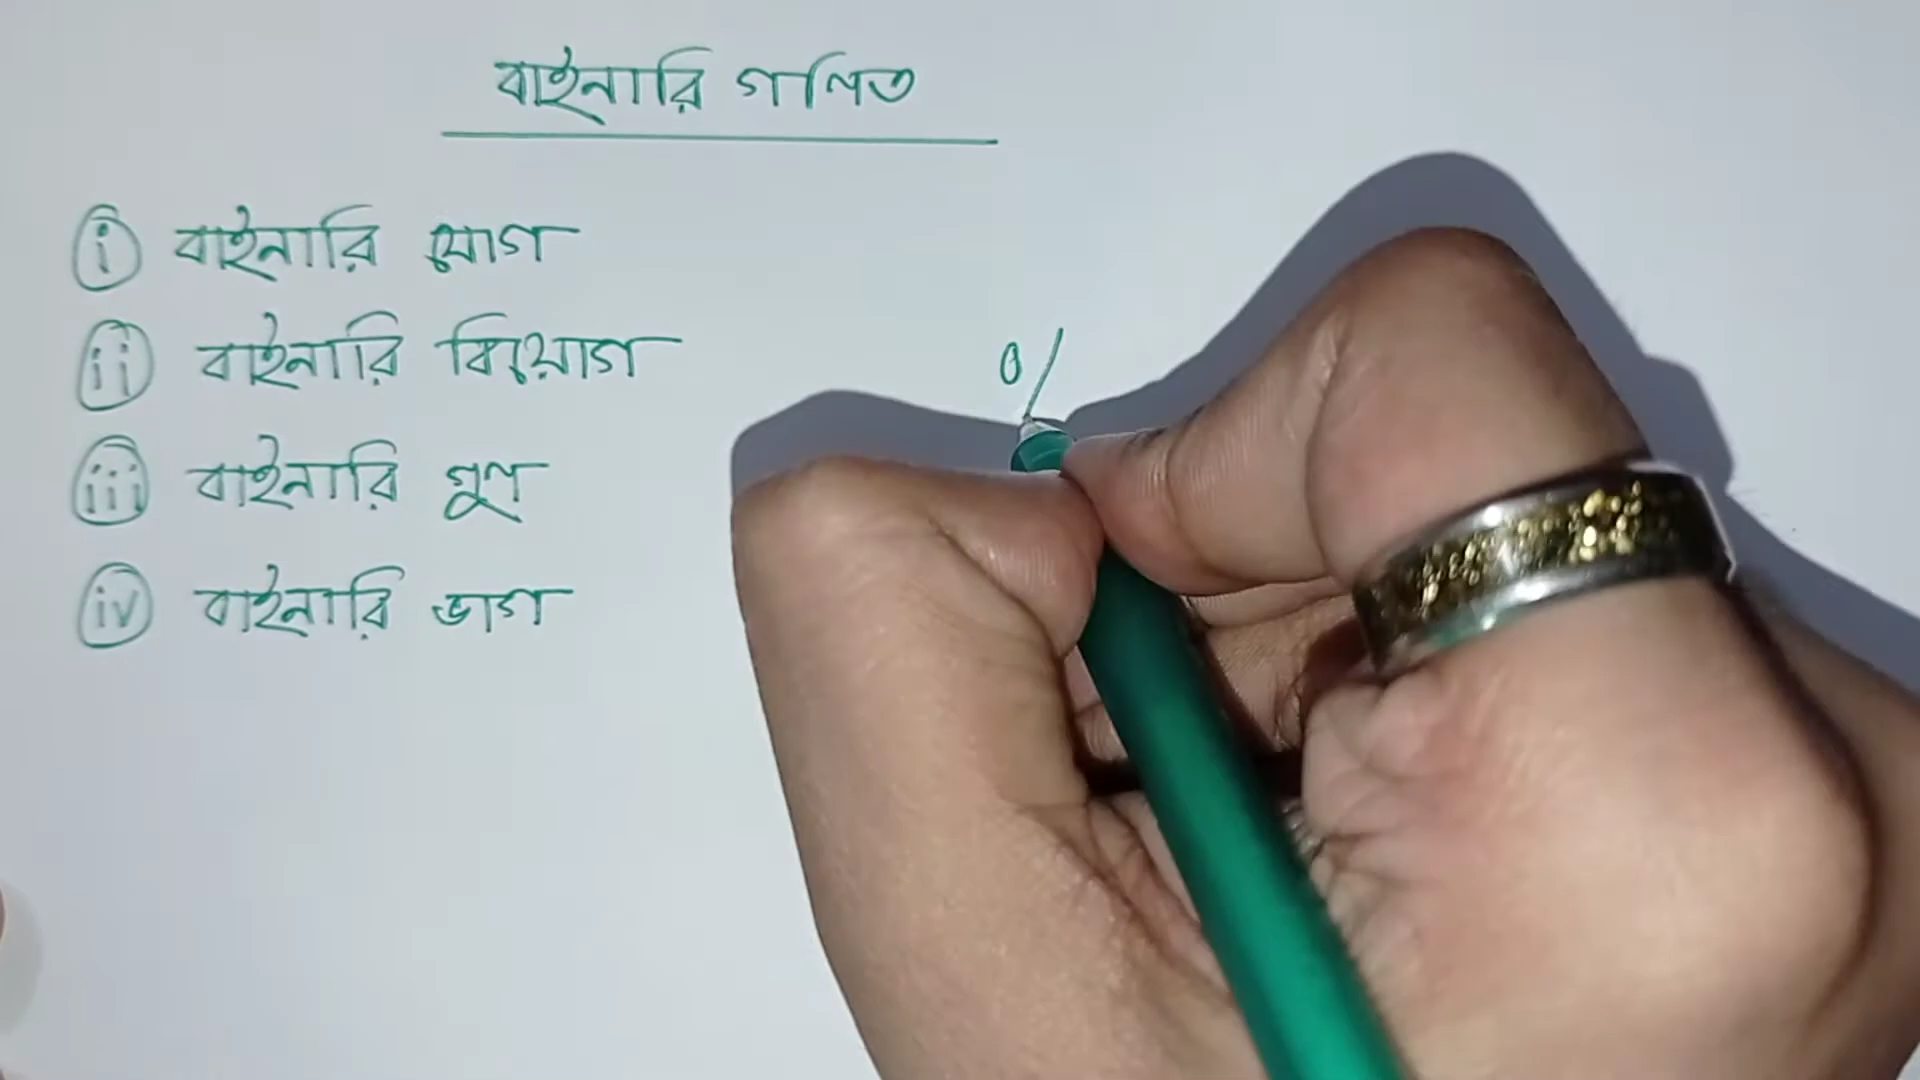 বাইনারি গণিত
i বাইনারি যোগ
ii বাইনারি বিয়োগ
iii বাইনারি গুণ
iv বাইনারি ভাগ
0/